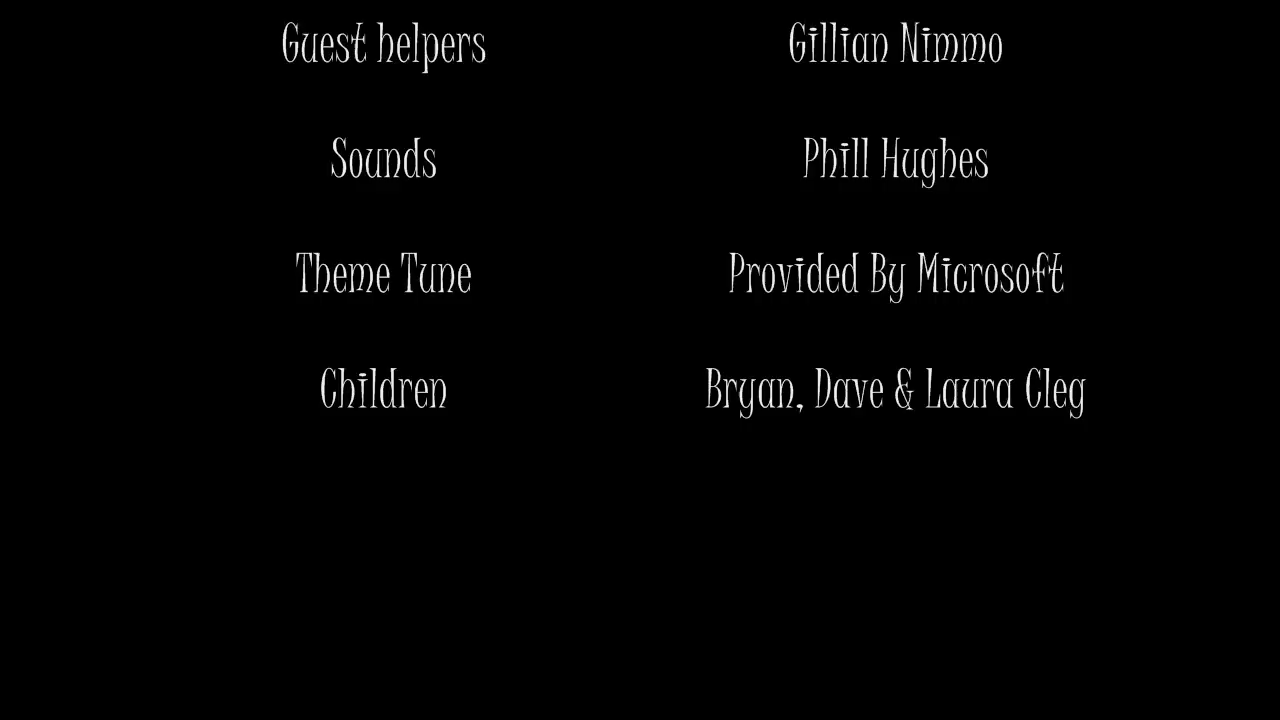 Guest helpers Gillian Nimmo
Sounds Phill Hughes
Theme Tune Provided By Microsoft
Children Bryan, Dave & Laura Cleg